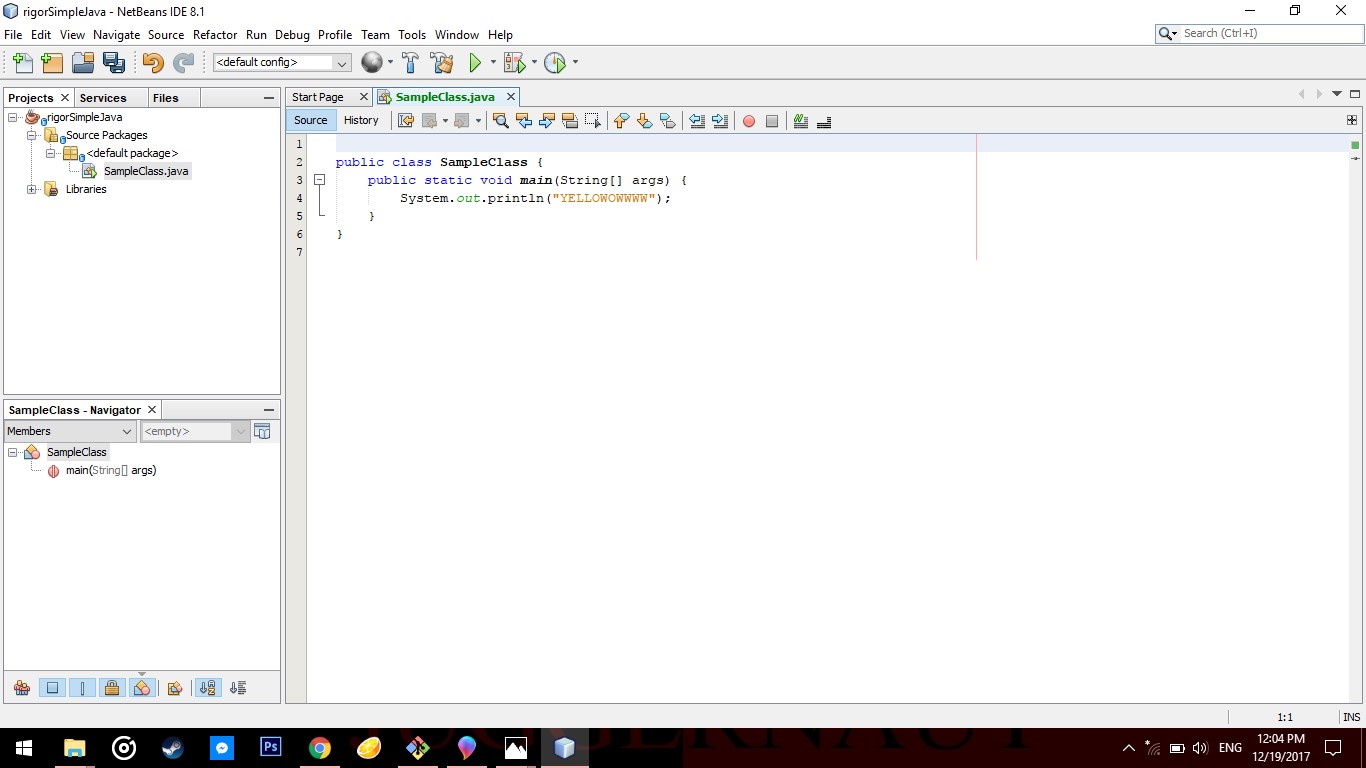 rigorSimpleJava - NetBeans IDE 8.1
File Edit View Navigate Source Refactor Run Debug Profile Team Tools Window Help
Search (Ctrl+I)
<default config>
Projects Services Files
rigorSimpleJava
Source Packages
<default package>
SampleClass.java
Libraries
SampleClass - Navigator
Members <empty>
SampleClass
main(String[] args)
Start Page SampleClass.java
Source History
1
2 public class SampleClass {
3 public static void main(String[] args) {
4 System.out.println("YELLOWOWWWW");
5 }
6 }
7
1:1 INS
Ps
JUGGERNAUT
ENG
12:04 PM
12/19/2017